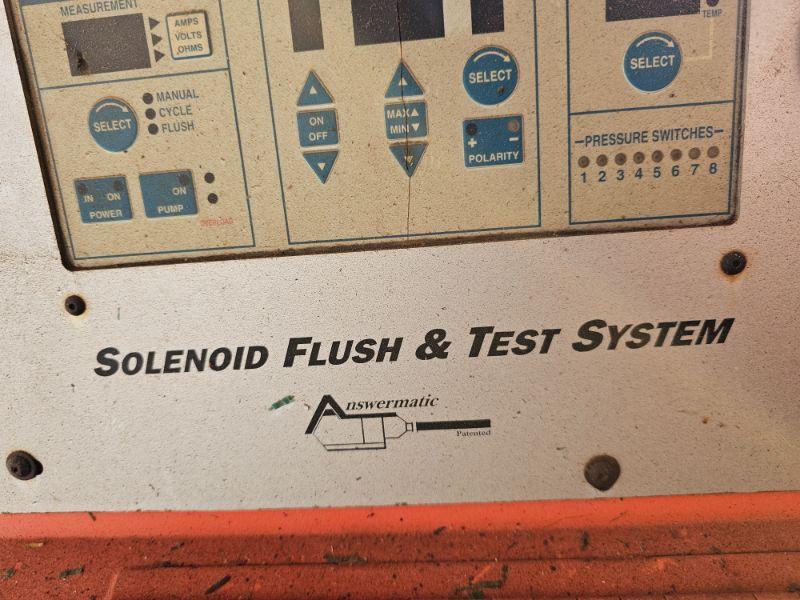 MEASUREMENT
AMPS
VOLTS
OHMS
SELECT
MANUAL
CYCLE
FLUSH
IN ON
POWER
ON
PUMP
OVERLOAD
ON
OFF
MAX▲
MIN▼
SELECT
+ -
POLARITY
TEMP
SELECT
PRESSURE SWITCHES
1 2 3 4 5 6 7 8
SOLENOID FLUSH & TEST SYSTEM
Answermatic
Patented